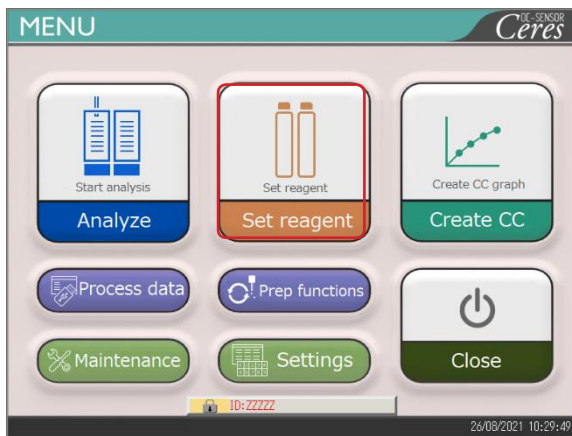 MENU
OC-SENSOR
Ceres
Start analysis
Analyze
Set reagent
Set reagent
Create CC graph
Create CC
Process data
Prep functions
Close
Maintenance
Settings
ID:ZZZZZ
26/08/2021 10:29:49